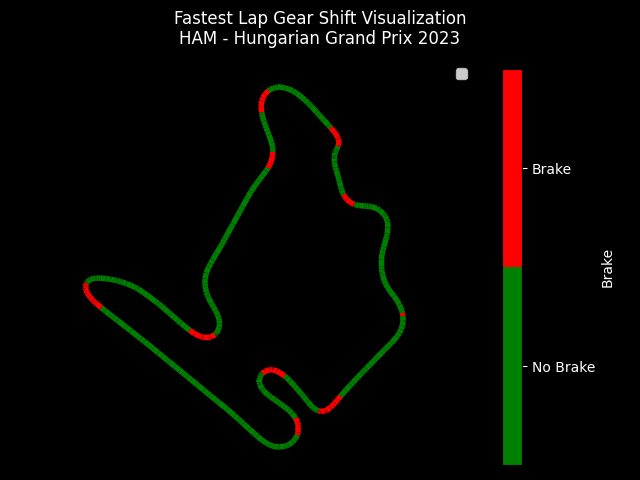 Fastest Lap Gear Shift Visualization
HAM - Hungarian Grand Prix 2023
Brake
Brake
No Brake